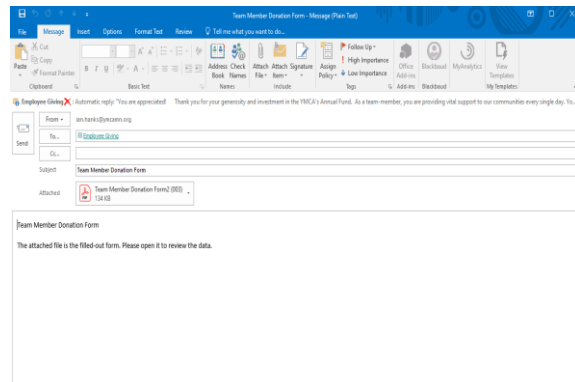 Team Member Donation Form - Message (Plain Text)
File Message Insert Options Format Text Review Tell me what you want to do...
Paste
Cut
Copy
Format Painter
Clipboard
B I U A
Basic Text
Address Book
Check Names
Names
Attach File
Attach Item
Signature
Include
Assign Policy
Follow Up
High Importance
Low Importance
Tags
Office Add-ins
Add-ins
Blackbaud
Blackbaud
MyAnalytics
View Templates
My Templates
Employee Giving : Automatic reply: "You are appreciated! Thank you for your generosity and investment in the YMCA's Annual Fund. As a team-member, you are providing vital support to our communities every single day. Yo...
Send
From iain.hanks@ymcamn.org
To... Employee Giving
Cc...
Subject Team Member Donation Form
Attached Team Member Donation Form2 (003)
134 KB
Team Member Donation Form
The attached file is the filled-out form. Please open it to review the data.